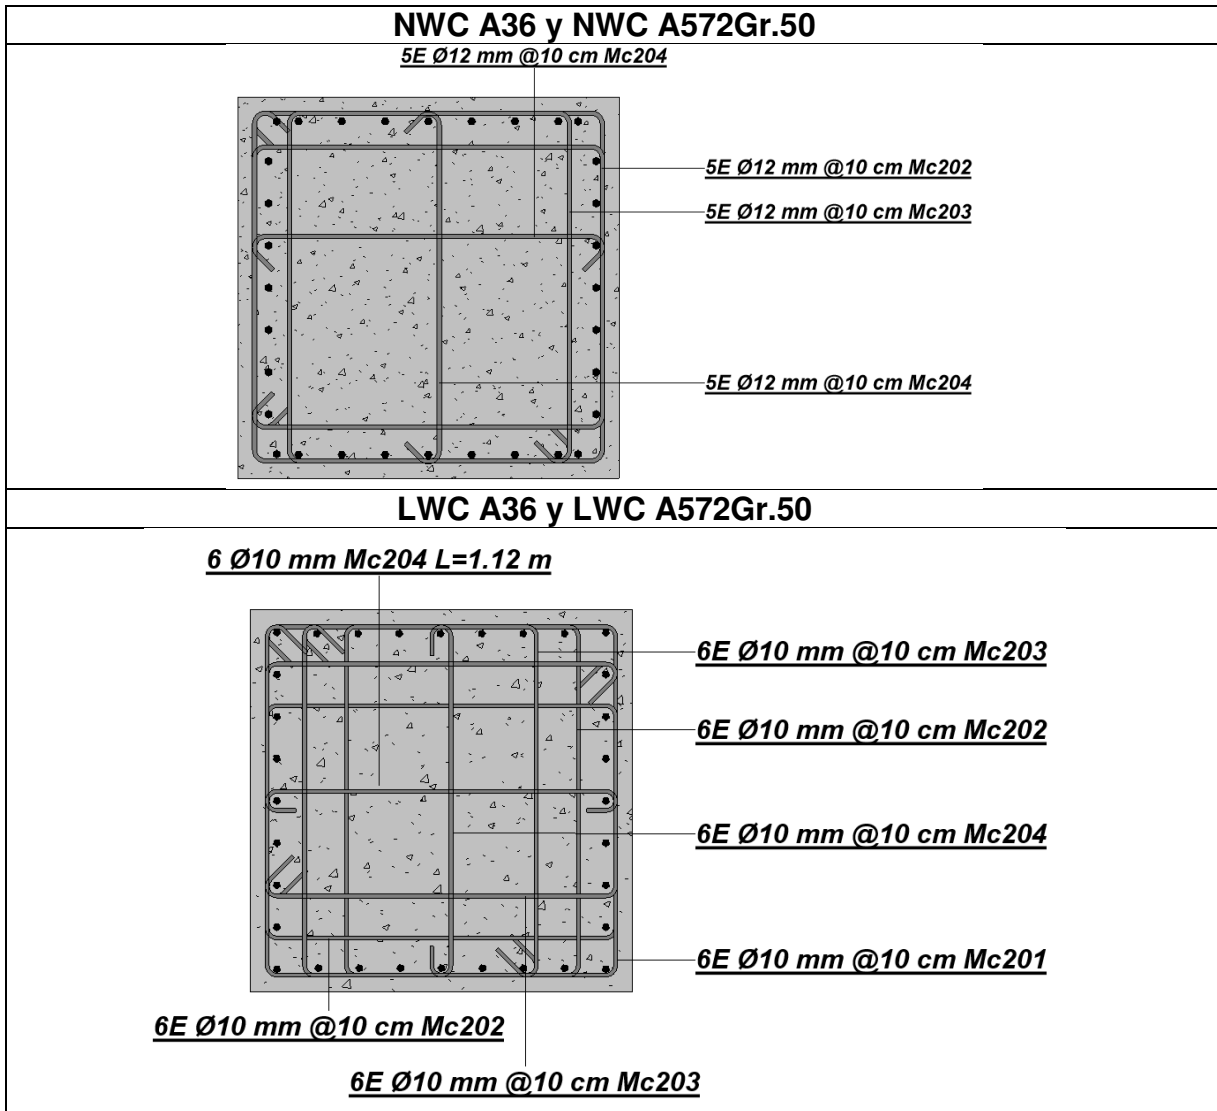 NWC A36 y NWC A572Gr.50
5E Ø12 mm @10 cm Mc204
5E Ø12 mm @10 cm Mc202
5E Ø12 mm @10 cm Mc203
5E Ø12 mm @10 cm Mc204
LWC A36 y LWC A572Gr.50
6 Ø10 mm Mc204 L=1.12 m
6E Ø10 mm @10 cm Mc203
6E Ø10 mm @10 cm Mc202
6E Ø10 mm @10 cm Mc204
6E Ø10 mm @10 cm Mc201
6E Ø10 mm @10 cm Mc202
6E Ø10 mm @10 cm Mc203